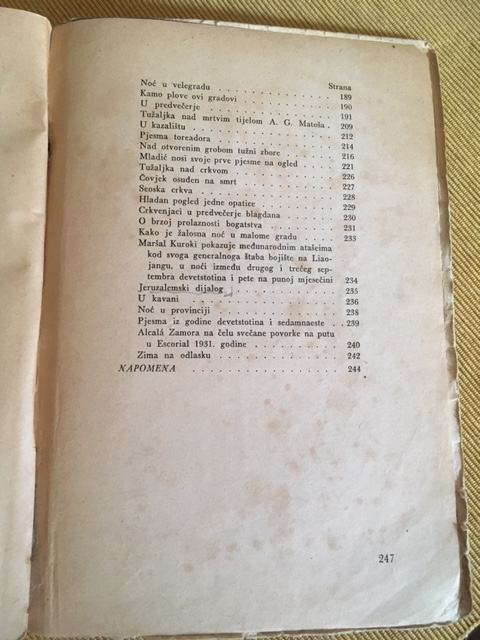 Strana
Noć u velegradu . . . . . . . . . . . 189
Kamo plove ovi gradovi . . . . . . . . . 190
U predvečerje . . . . . . . . . . . 191
Tužaljka nad mrtvim tijelom A. G. Matoša . 209
U kazalištu . . . . . . . . . . . . 212
Pjesma toreadora . . . . . . . . . . 214
Nad otvorenim grobom tužni zbore . . . . . 216
Mladić nosi svoje prve pjesme na ogled . . . 221
Tužaljka nad crkvom . . . . . . . . . 226
Čovjek osuđen na smrt . . . . . . . . . 227
Seoska crkva . . . . . . . . . . . 228
Hladan pogled jedne opatice . . . . . . . 229
Crkvenjaci u predvečerje blagdana . . . . . 230
O brzoj prolaznosti bogatstva . . . . . . . 231
Kako je žalosna noć u malome gradu . . . . 233
Maršal Kuroki pokazuje međunarodnim atašeima
kod svoga generalnoga štaba bojište na Liao-
jangu, u noći između drugog i trećeg sep-
tembra devetstotina i pete na punoj mjesečini 234
Jeruzalemski dijalog . . . . . . . . . 235
U kavani . . . . . . . . . . . . 236
Noć u provinciji . . . . . . . . . . 238
Pjesma iz godine devetstotina i sedamnaeste . 239
Alcalá Zamora na čelu svečane povorke na putu
u Escorial 1931. godine . . . . . . . . 240
Zima na odlasku . . . . . . . . . . 242
NAPOMENA . . . . . . . . . . . . 244
247